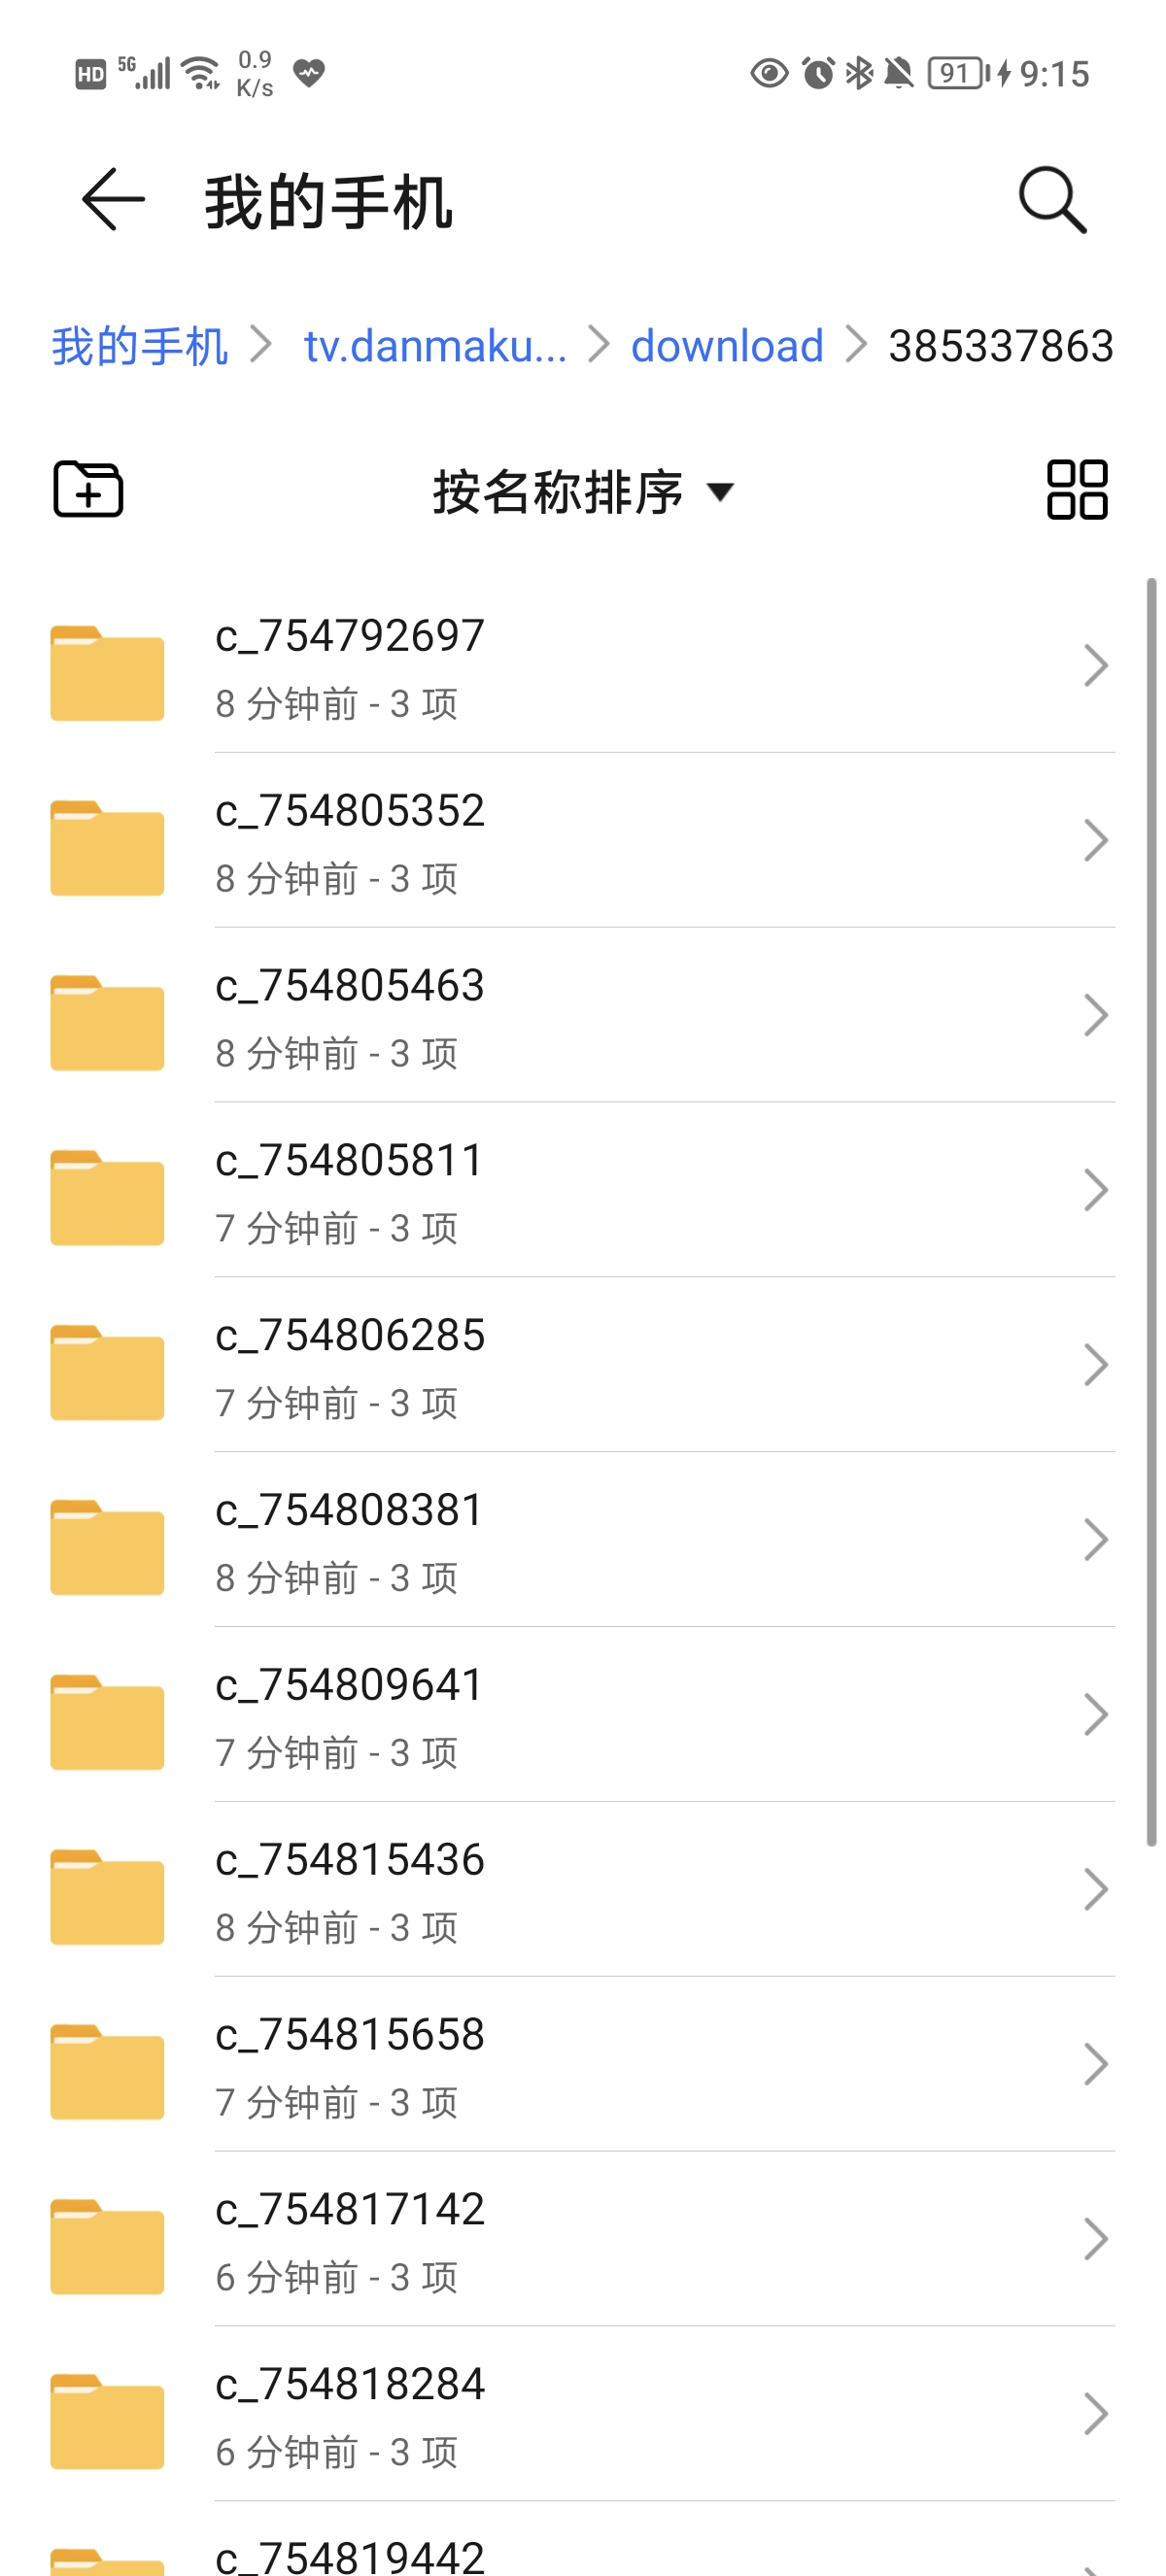 HD 5G 0.9 K/s 91 9:15
我的手机
我的手机 tv.danmaku... download 385337863
按名称排序
c_754792697
8 分钟前 - 3 项
c_754805352
8 分钟前 - 3 项
c_754805463
8 分钟前 - 3 项
c_754805811
7 分钟前 - 3 项
c_754806285
7 分钟前 - 3 项
c_754808381
8 分钟前 - 3 项
c_754809641
7 分钟前 - 3 项
c_754815436
8 分钟前 - 3 项
c_754815658
7 分钟前 - 3 项
c_754817142
6 分钟前 - 3 项
c_754818284
6 分钟前 - 3 项
c_754819442